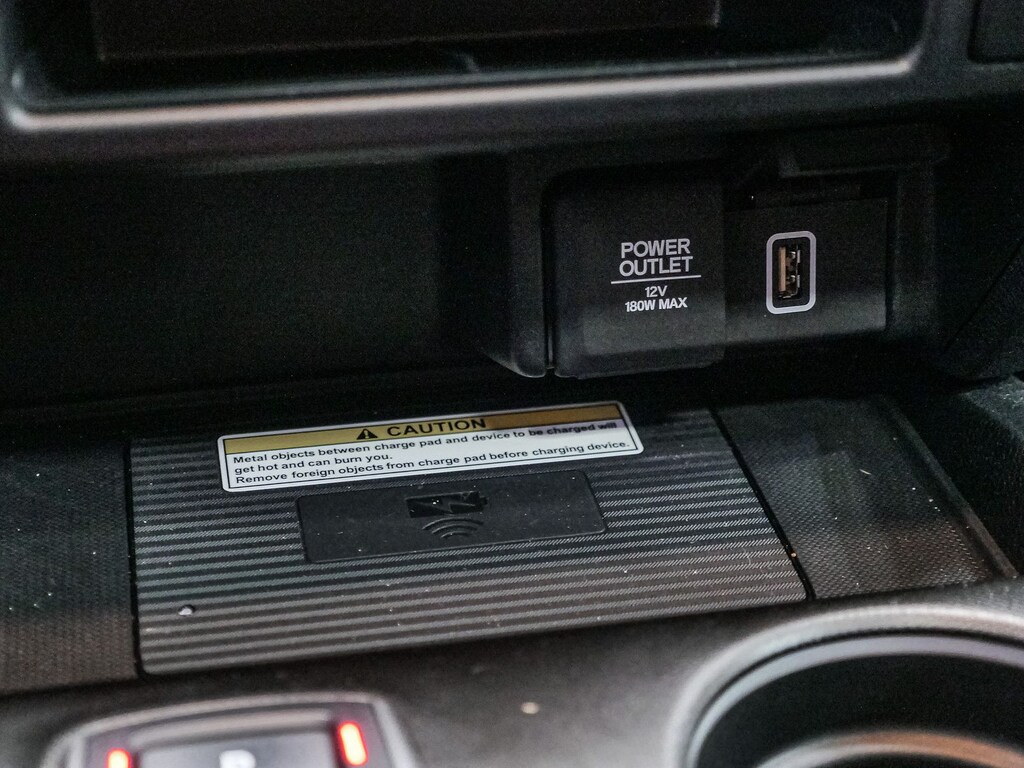 POWER
OUTLET
12V
180W MAX
CAUTION
Metal objects between charge pad and device to be charged will
get hot and can burn you.
Remove foreign objects from charge pad before charging device.
P